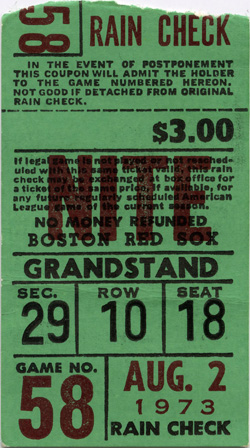 58
RAIN CHECK
IN THE EVENT OF POSTPONEMENT
THIS COUPON WILL ADMIT THE HOLDER
TO THE GAME NUMBERED HEREON.
NOT GOOD IF DETACHED FROM ORIGINAL
RAIN CHECK.
$3.00
If legal game is not played or not resched-
uled with this same ticket valid, this rain
check may be exchanged at box office for
a ticket of the same price, if available, for
any future regularly scheduled American
League game of the current season.
NITE
NO MONEY REFUNDED
BOSTON RED SOX
GRANDSTAND
SEC. ROW SEAT
29 10 18
GAME NO.
58
AUG. 2
1973
RAIN CHECK